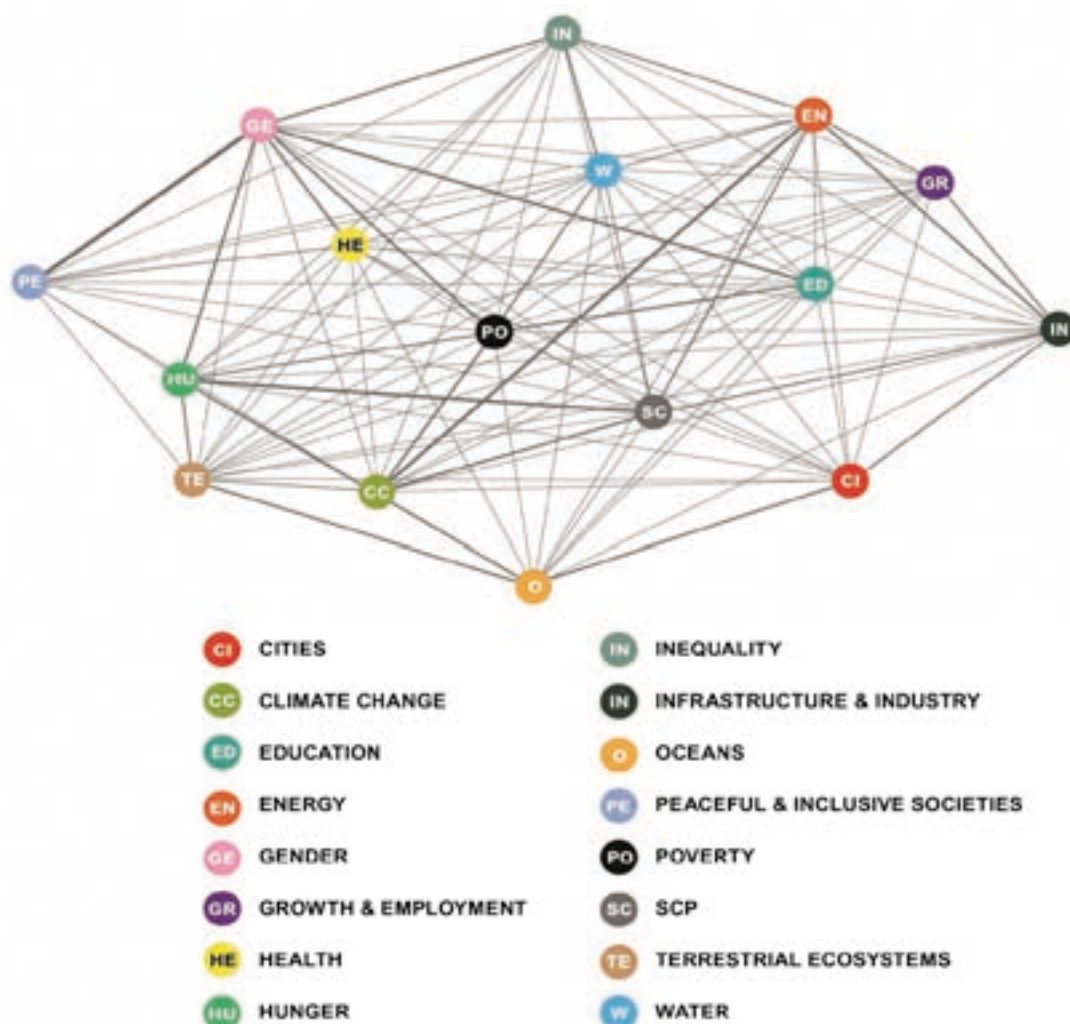 IN
GE
EN
W
GR
HE
PE
ED
PO
IN
HU
SC
TE
CC
CI
O
CI CITIES
IN INEQUALITY
CC CLIMATE CHANGE
IN INFRASTRUCTURE & INDUSTRY
ED EDUCATION
O OCEANS
EN ENERGY
PE PEACEFUL & INCLUSIVE SOCIETIES
GE GENDER
PO POVERTY
GR GROWTH & EMPLOYMENT
SC SCP
HE HEALTH
TE TERRESTRIAL ECOSYSTEMS
HU HUNGER
W WATER